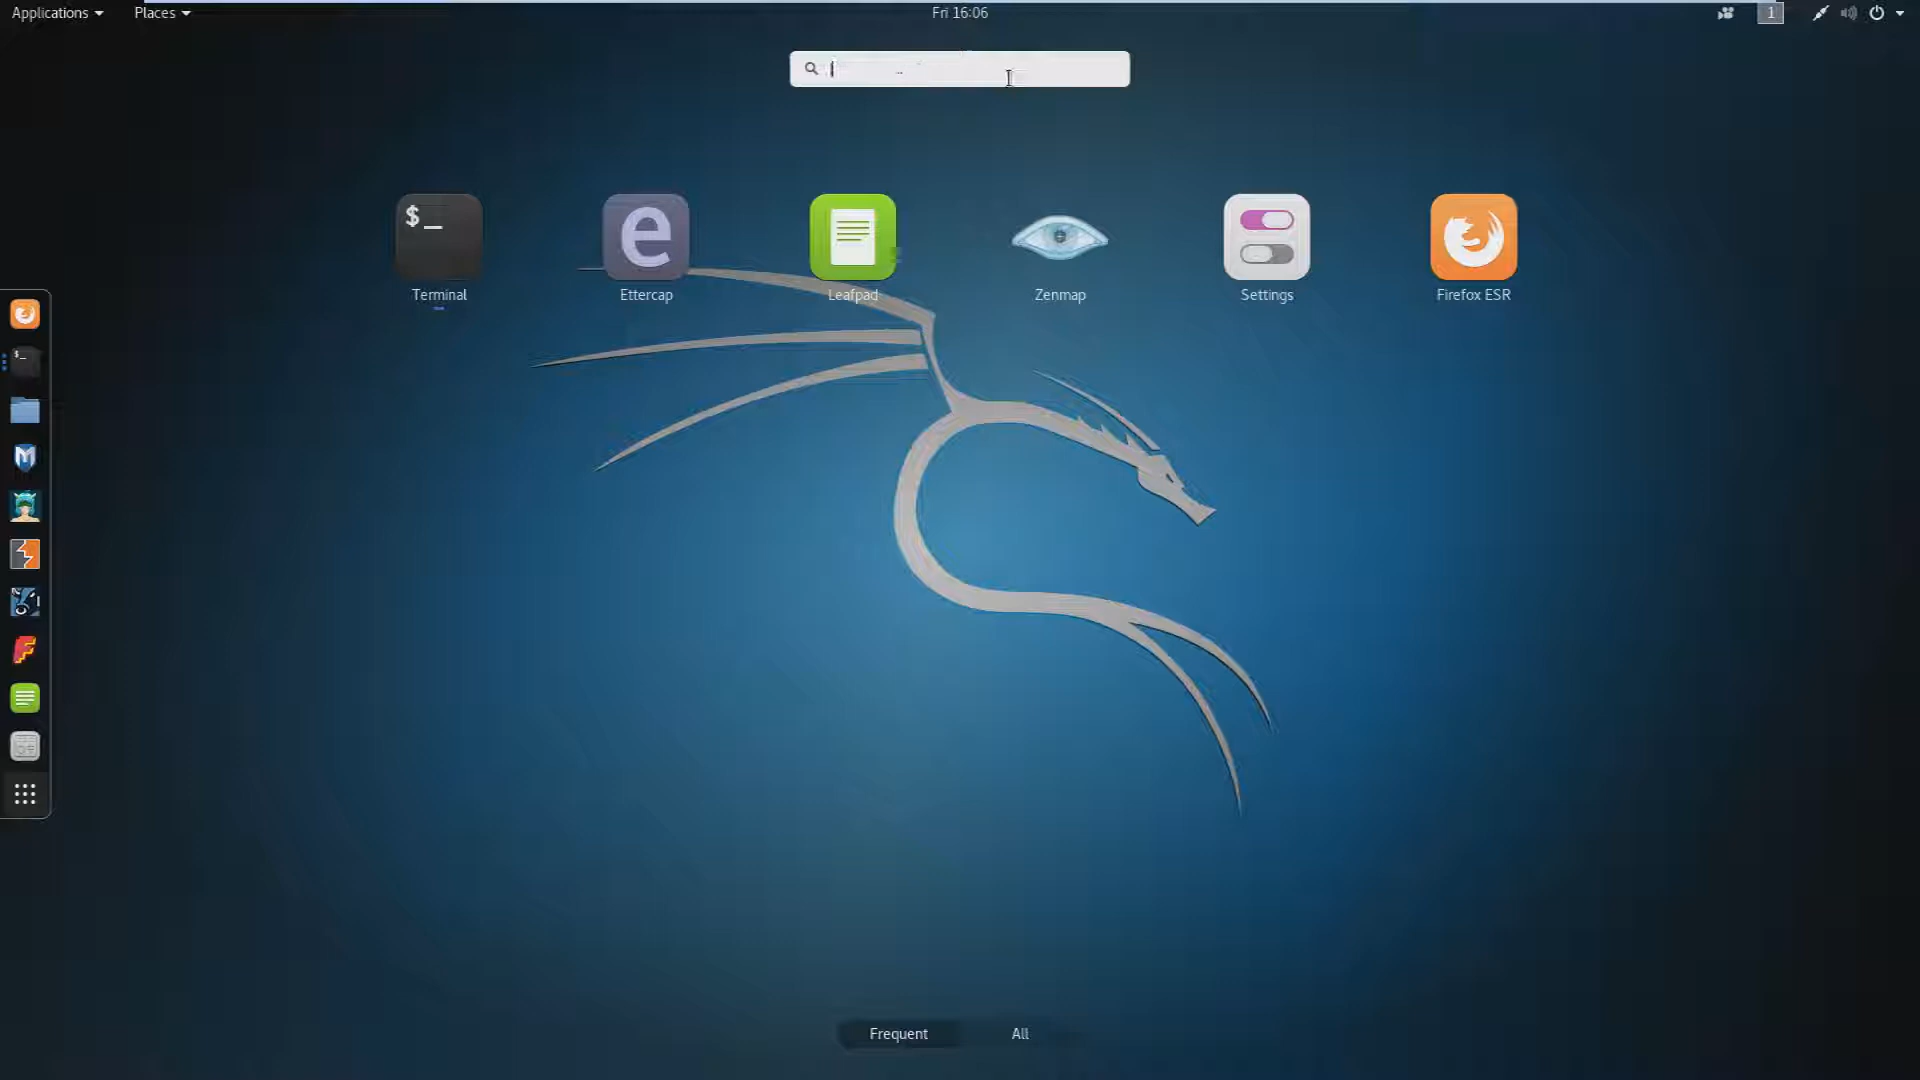 Applications Places Fri 16:06 1
$_
e
Terminal Ettercap Leafpad Zenmap Settings Firefox ESR
$_
Frequent All